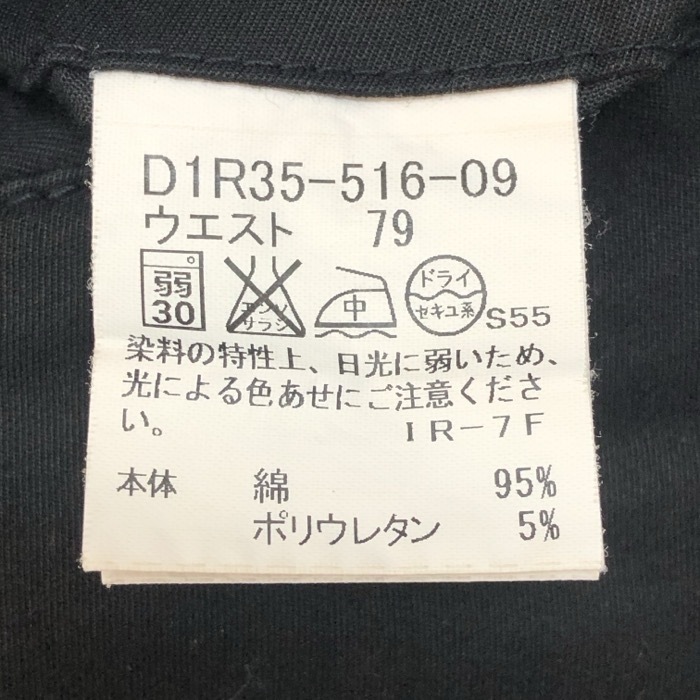 D1R35-516-09
ウエスト 79
弱 30 エンソ サラシ 中 ドライ セキユ系 S55
染料の特性上、日光に弱いため、
光による色あせにご注意くださ
い。 IR-7F
本体 綿 95%
ポリウレタン 5%